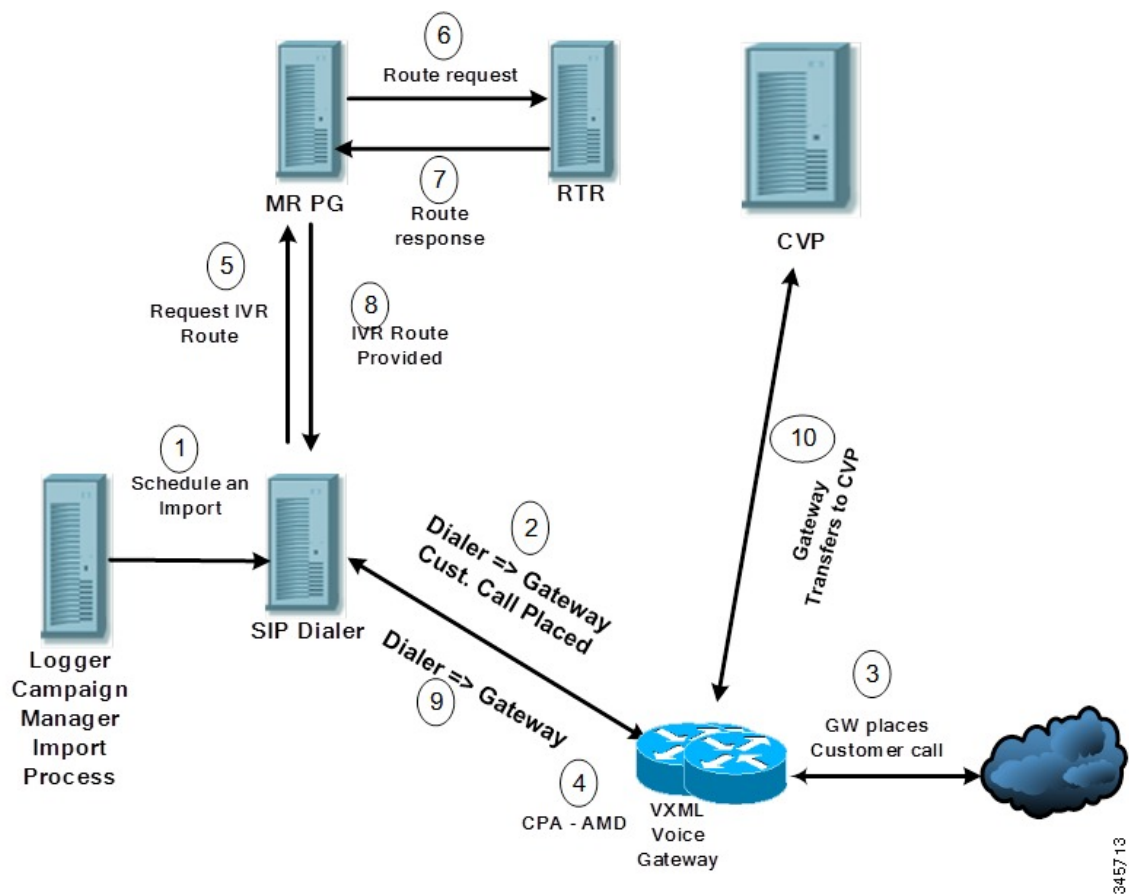 6
Route request
7
Route
response
MR PG
RTR
CVP
5
Request IVR
Route
8
IVR Route
Provided
1
Schedule an
Import
10
Gateway
Transfers to CVP
2
Dialer => Gateway
Cust. Call Placed
SIP Dialer
Dialer => Gateway
9
Logger
Campaign
Manager
Import
Process
3
GW places
Customer call
4
CPA - AMD
VXML
Voice
Gateway
345713